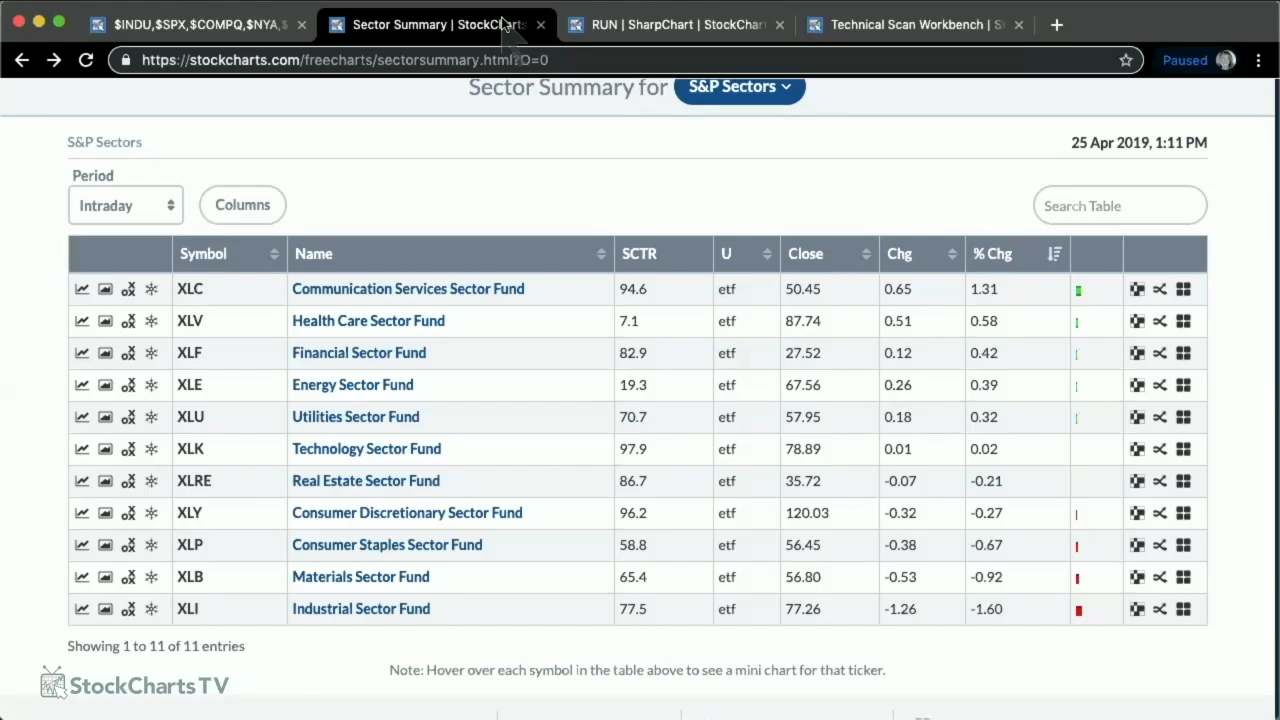 $INDU,$SPX,$COMPQ,$NYA,$
Sector Summary | StockCharts
RUN | SharpChart | StockChar
Technical Scan Workbench | S
https://stockcharts.com/freecharts/sectorsummary.html?O=0
Paused
Sector Summary for S&P Sectors
S&P Sectors
25 Apr 2019, 1:11 PM
Period
Intraday
Columns
Search Table
Symbol Name SCTR U Close Chg % Chg
XLC Communication Services Sector Fund 94.6 etf 50.45 0.65 1.31
XLV Health Care Sector Fund 7.1 etf 87.74 0.51 0.58
XLF Financial Sector Fund 82.9 etf 27.52 0.12 0.42
XLE Energy Sector Fund 19.3 etf 67.56 0.26 0.39
XLU Utilities Sector Fund 70.7 etf 57.95 0.18 0.32
XLK Technology Sector Fund 97.9 etf 78.89 0.01 0.02
XLRE Real Estate Sector Fund 86.7 etf 35.72 -0.07 -0.21
XLY Consumer Discretionary Sector Fund 96.2 etf 120.03 -0.32 -0.27
XLP Consumer Staples Sector Fund 58.8 etf 56.45 -0.38 -0.67
XLB Materials Sector Fund 65.4 etf 56.80 -0.53 -0.92
XLI Industrial Sector Fund 77.5 etf 77.26 -1.26 -1.60
Showing 1 to 11 of 11 entries
Note: Hover over each symbol in the table above to see a mini chart for that ticker.
StockCharts TV